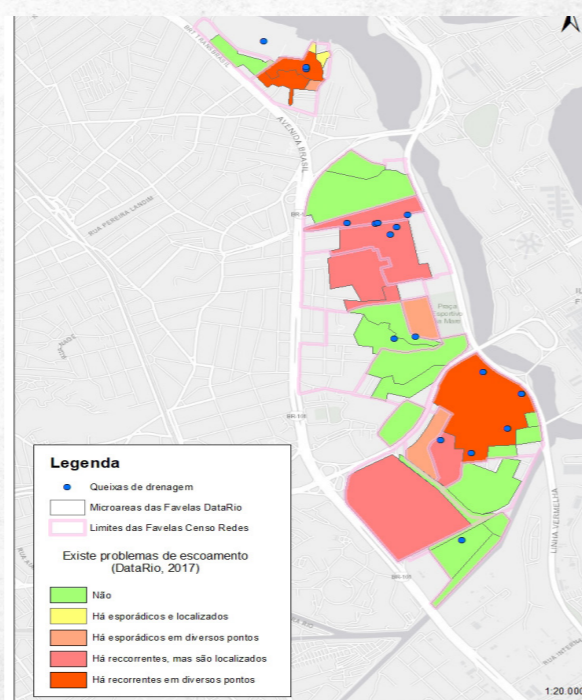 BRT TRANSBRASIL
AVENIDA BRASIL
RUA PEREIRA LANDIM
Legenda
Queixas de drenagem
Microareas das Favelas DataRio
Limites das Favelas Censo Redes
Existe problemas de escoamento
(DataRio, 2017)
Não
Há esporádicos e localizados
Há esporádicos em diversos pontos
Há reccorrentes, mas são localizados
Há recorrentes em diversos pontos
LINHA VERMELHA
1:20.000